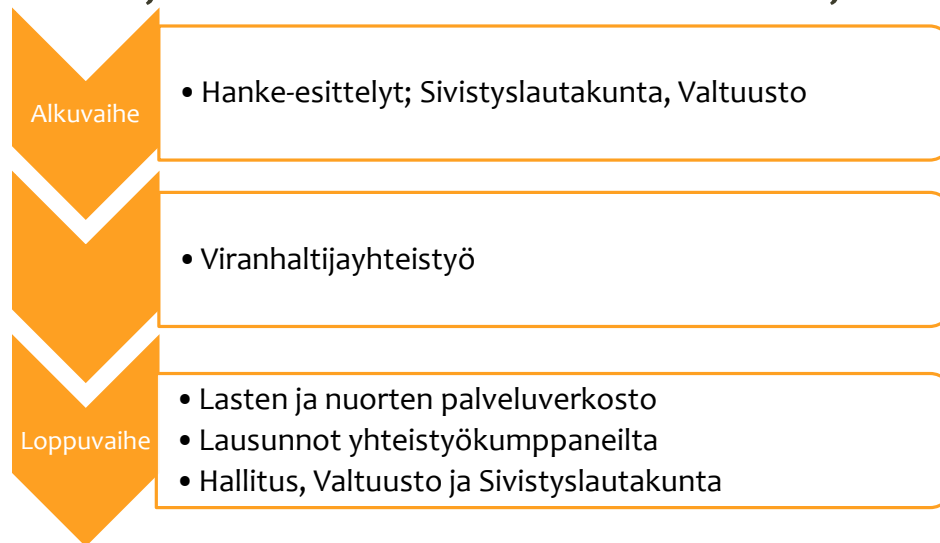 Alkuvaihe
• Hanke-esittelyt; Sivistyslautakunta, Valtuusto
• Viranhaltijayhteistyö
Loppuvaihe
• Lasten ja nuorten palveluverkosto
• Lausunnot yhteistyökumppaneilta
• Hallitus, Valtuusto ja Sivistyslautakunta